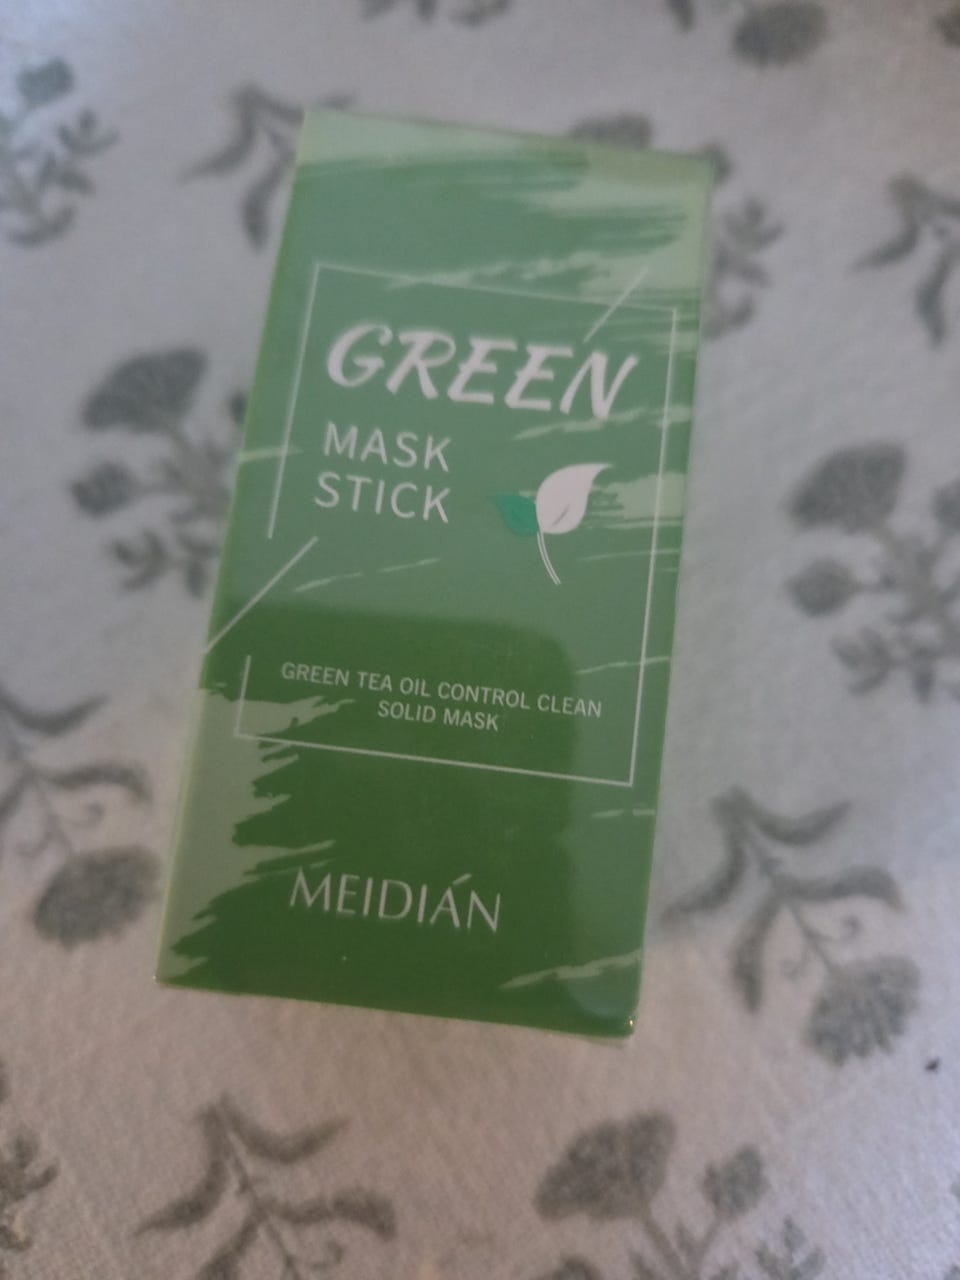 GREEN
MASK
STICK
GREEN TEA OIL CONTROL CLEAN
SOLID MASK
MEIDIÁN